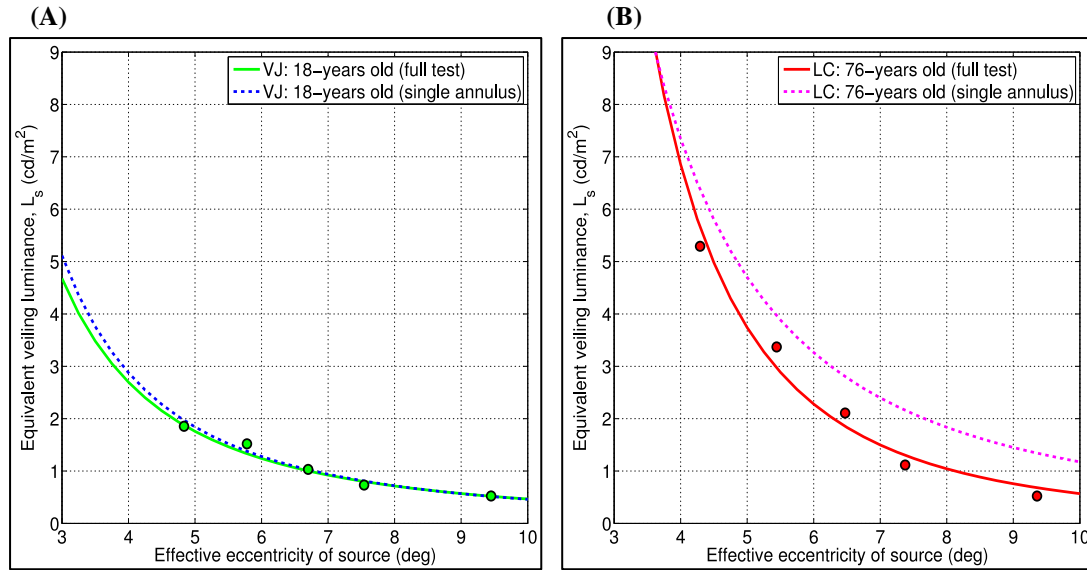 (A)
VJ: 18−years old (full test)
VJ: 18−years old (single annulus)
Equivalent veiling luminance, L_s (cd/m²)
9
8
7
6
5
4
3
2
1
0
3 4 5 6 7 8 9 10
Effective eccentricity of source (deg)
(B)
LC: 76−years old (full test)
LC: 76−years old (single annulus)
Equivalent veiling luminance, L_s (cd/m²)
9
8
7
6
5
4
3
2
1
0
3 4 5 6 7 8 9 10
Effective eccentricity of source (deg)